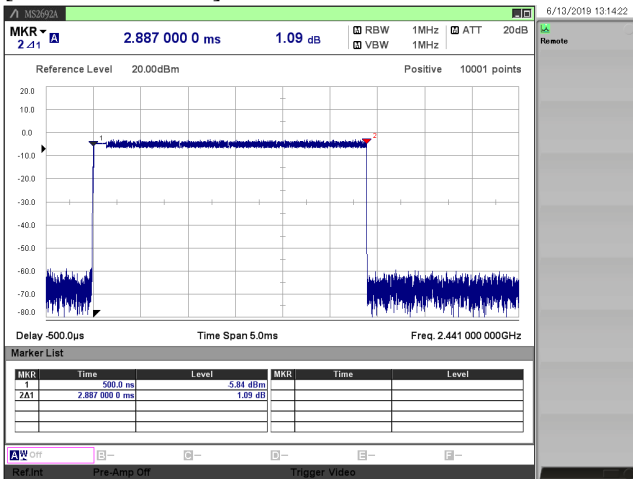 MS2692A
6/13/2019 13:14:22
MKR
2Δ1 A 2.887 000 0 ms 1.09 dB
M RBW 1MHz M ATT 20dB
M VBW 1MHz
Remote
Reference Level 20.00dBm Positive 10001 points
20.0
10.0
0.0
1 2
-10.0
-20.0
-30.0
-40.0
-50.0
-60.0
-70.0
-80.0
Delay -500.0µs Time Span 5.0ms Freq. 2.441 000 000GHz
Marker List
MKR Time Level MKR Time Level
1 500.0 ns -5.84 dBm
2Δ1 2.887 000 0 ms 1.09 dB
A W Off B -- C -- D -- E -- F --
Ref.Int Pre-Amp Off Trigger Video